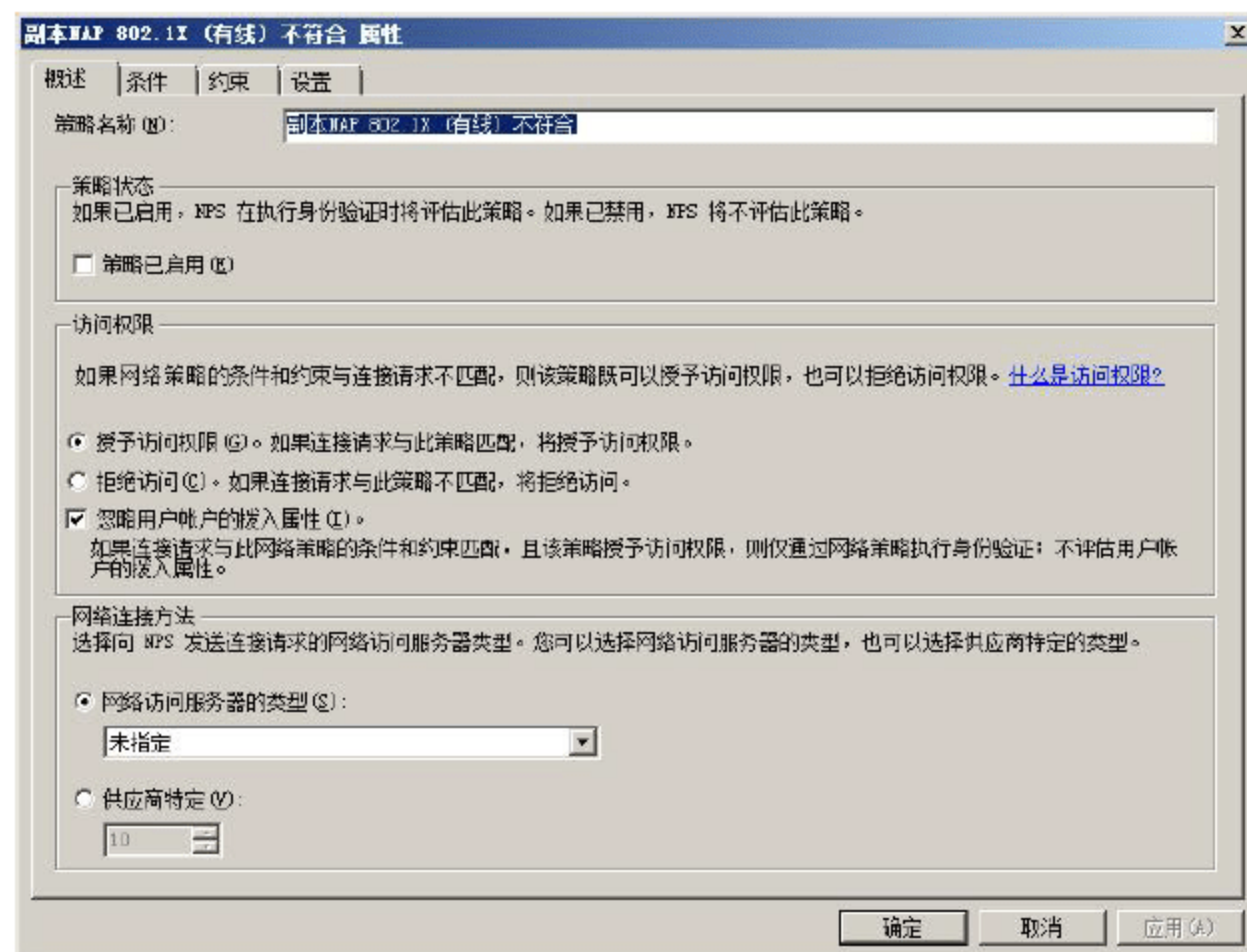 副本NAP 802.1X (有线) 不符合 属性
概述
条件
约束
设置
策略名称(N):
副本NAP 802.1X (有线) 不符合
策略状态
如果已启用，NPS 在执行身份验证时将评估此策略。如果已禁用，NPS 将不评估此策略。
策略已启用(E)
访问权限
如果网络策略的条件和约束与连接请求不匹配，则该策略既可以授予访问权限，也可以拒绝访问权限。什么是访问权限?
授予访问权限(G)。如果连接请求与此策略匹配，将授予访问权限。
拒绝访问(C)。如果连接请求与此策略不匹配，将拒绝访问。
忽略用户帐户的拨入属性(I)。
如果连接请求与此网络策略的条件和约束匹配，且该策略授予访问权限，则仅通过网络策略执行身份验证；不评估用户帐
户的拨入属性。
网络连接方法
选择向 NPS 发送连接请求的网络访问服务器类型。您可以选择网络访问服务器的类型，也可以选择供应商特定的类型。
网络访问服务器的类型(S):
未指定
供应商特定(V):
10
确定
取消
应用(A)